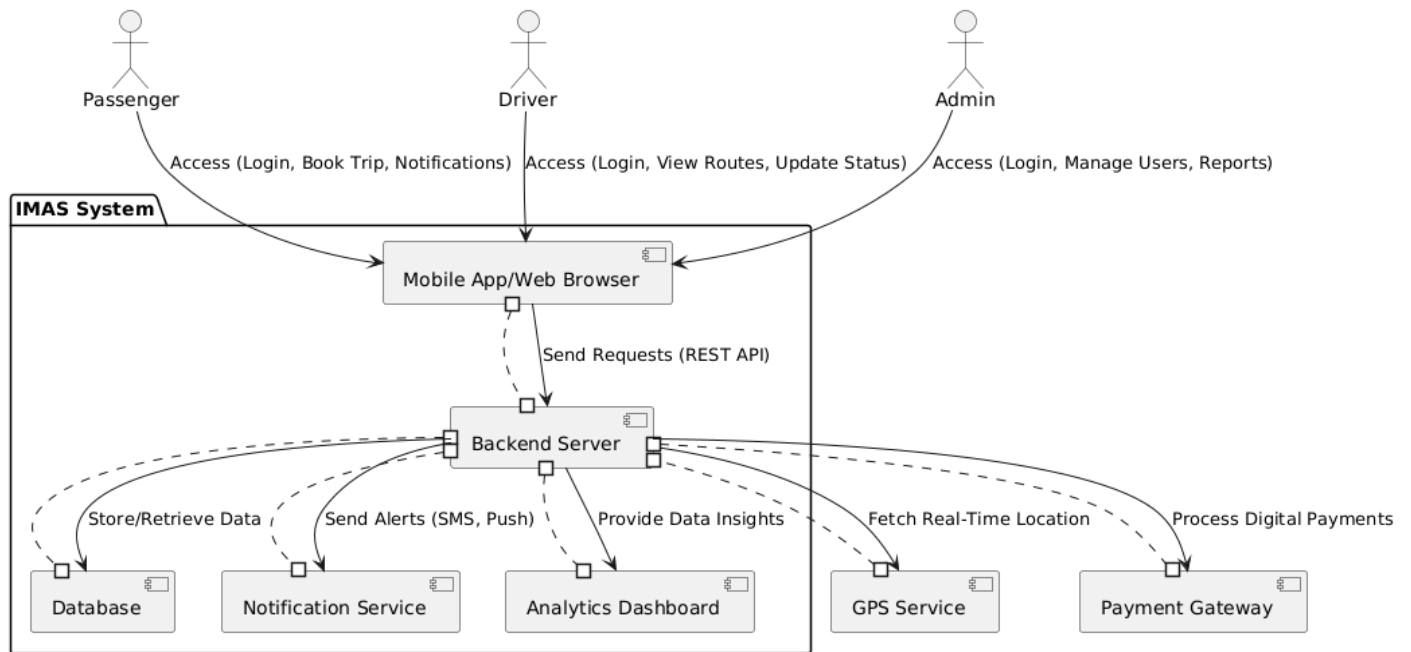 Passenger
Driver
Admin
Access (Login, Book Trip, Notifications)
Access (Login, View Routes, Update Status)
Access (Login, Manage Users, Reports)
IMAS System
Mobile App/Web Browser
Send Requests (REST API)
Backend Server
Store/Retrieve Data
Send Alerts (SMS, Push)
Provide Data Insights
Fetch Real-Time Location
Process Digital Payments
Database
Notification Service
Analytics Dashboard
GPS Service
Payment Gateway